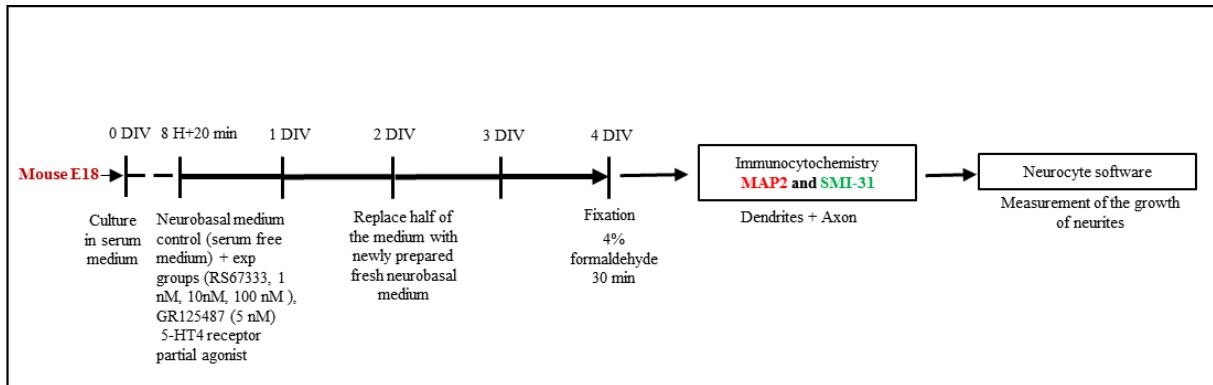 0 DIV
8 H+20 min
1 DIV
2 DIV
3 DIV
4 DIV
Mouse E18
Culture
in serum
medium
Neurobasal medium
control (serum free
medium) + exp
groups (RS67333, 1
nM, 10nM, 100 nM ),
GR125487 (5 nM)
5-HT4 receptor
partial agonist
Replace half of
the medium with
newly prepared
fresh neurobasal
medium
Fixation
4%
formaldehyde
30 min
Immunocytochemistry
MAP2 and SMI-31
Dendrites + Axon
Neurocyte software
Measurement of the growth
of neurites